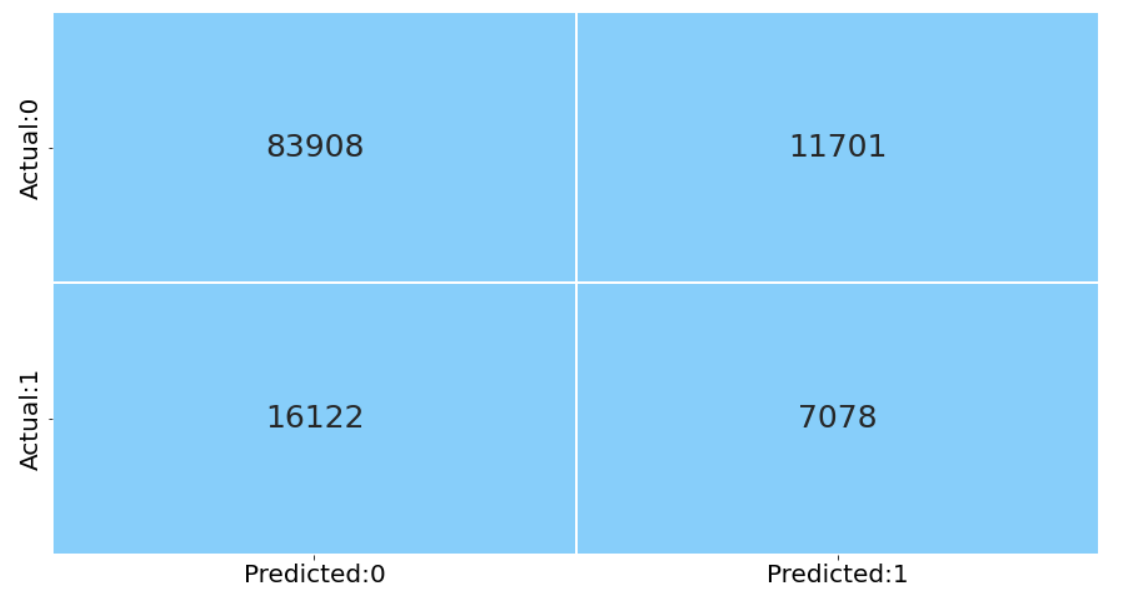 Actual:0
83908
11701
Actual:1
16122
7078
Predicted:0
Predicted:1